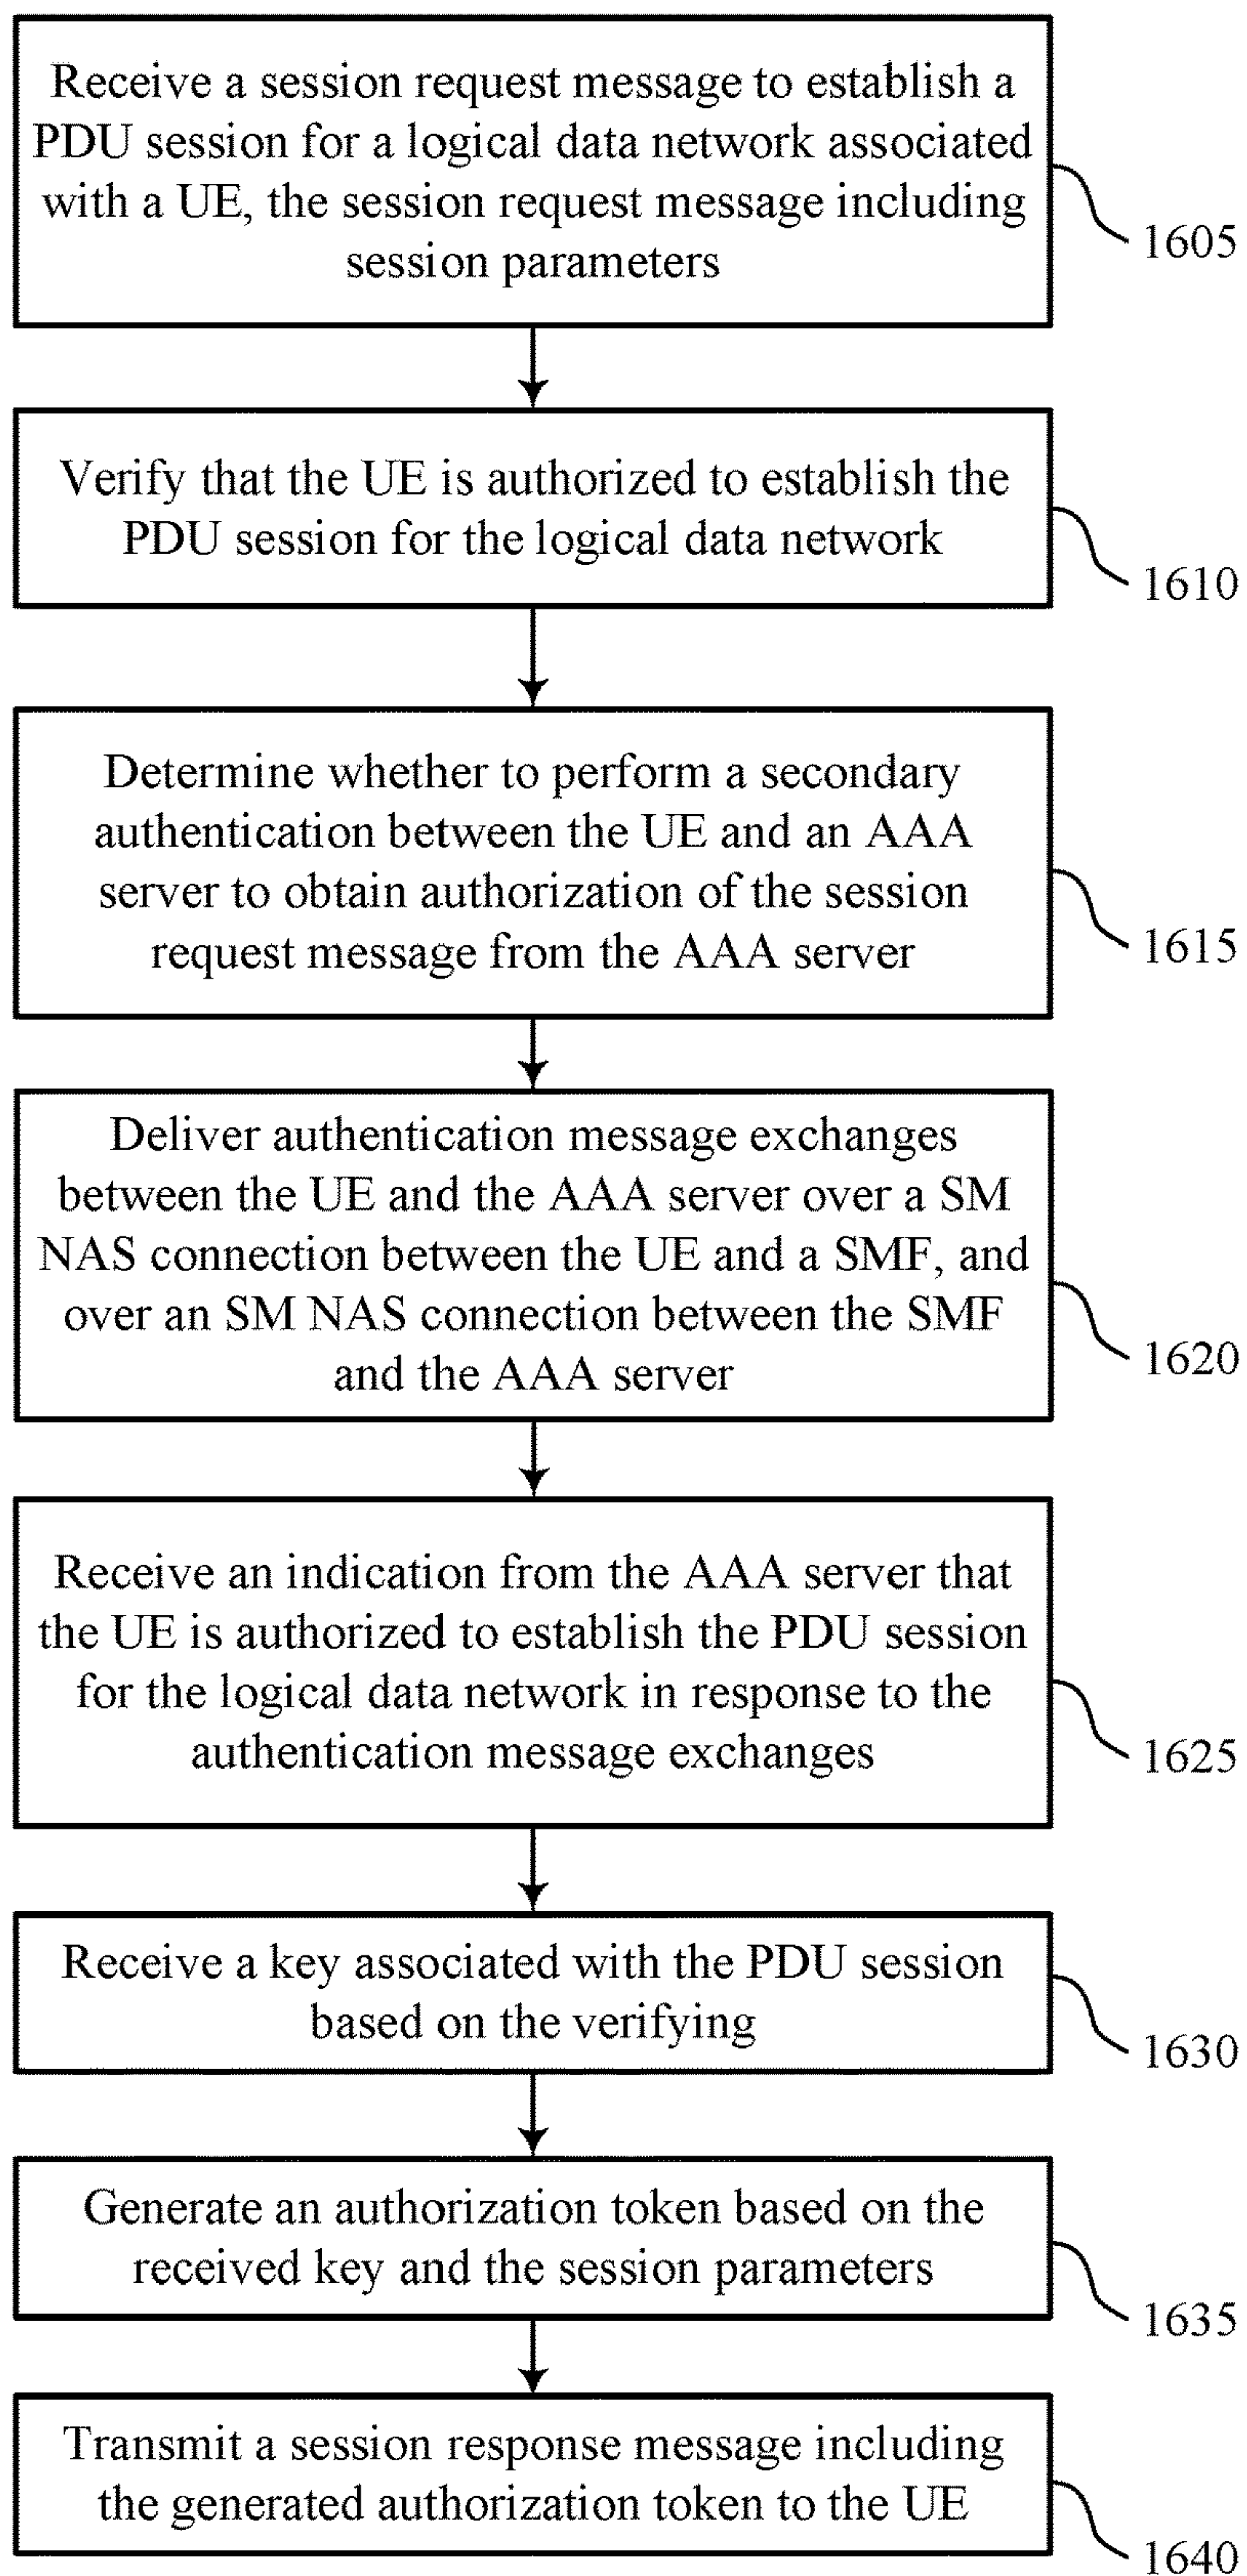 Receive a session request message to establish a
PDU session for a logical data network associated
with a UE, the session request message including
session parameters
1605
Verify that the UE is authorized to establish the
PDU session for the logical data network
1610
Determine whether to perform a secondary
authentication between the UE and an AAA
server to obtain authorization of the session
request message from the AAA server
1615
Deliver authentication message exchanges
between the UE and the AAA server over a SM
NAS connection between the UE and a SMF, and
over an SM NAS connection between the SMF
and the AAA server
1620
Receive an indication from the AAA server that
the UE is authorized to establish the PDU session
for the logical data network in response to the
authentication message exchanges
1625
Receive a key associated with the PDU session
based on the verifying
1630
Generate an authorization token based on the
received key and the session parameters
1635
Transmit a session response message including
the generated authorization token to the UE
1640